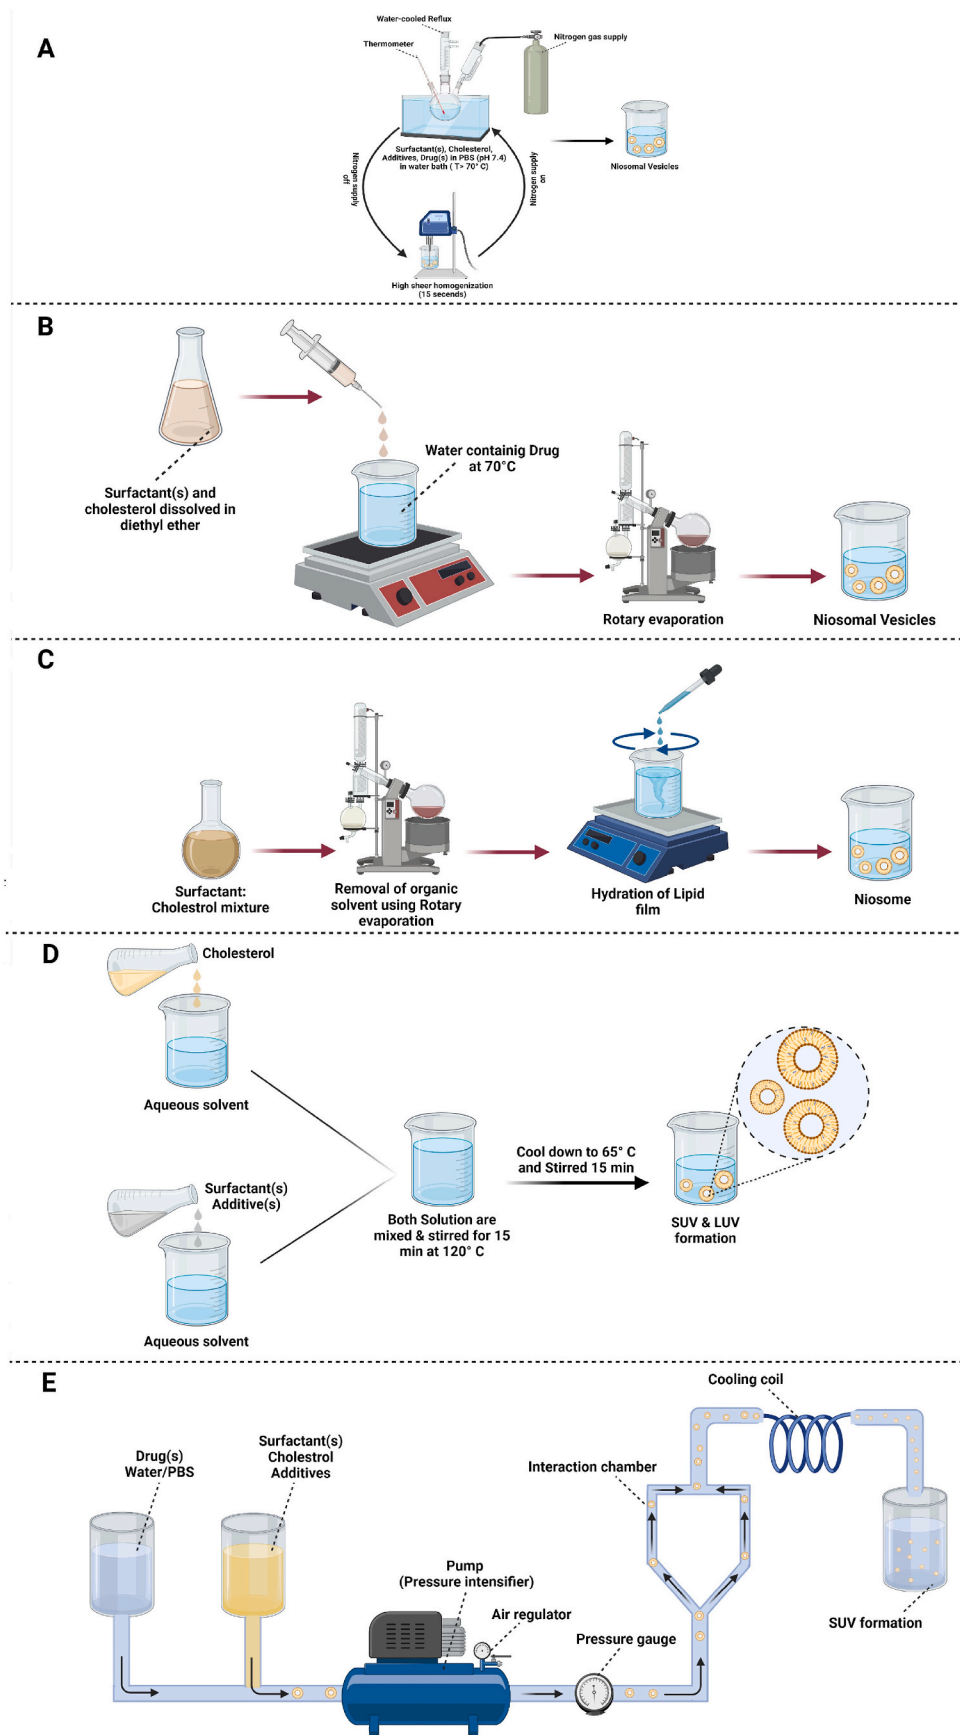 A
Water-cooled Reflux
Thermometer
Nitrogen gas supply
Surfactant(s), Cholesterol,
Additives, Drug(s) in PBS (pH 7.4)
in water bath ( T> 70° C)
Nitrogen supply
off
Nitrogen supply
on
Niosomal Vesicles
High sheer homogenization
(15 secends)
B
Surfactant(s) and
cholesterol dissolved in
diethyl ether
Water containig Drug
at 70°C
Rotary evaporation
Niosomal Vesicles
C
Surfactant:
Cholestrol mixture
Removal of organic
solvent using Rotary
evaporation
Hydration of Lipid
film
Niosome
D
Cholesterol
Aqueous solvent
Surfactant(s)
Additive(s)
Aqueous solvent
Both Solution are
mixed & stirred for 15
min at 120° C
Cool down to 65° C
and Stirred 15 min
SUV & LUV
formation
E
Drug(s)
Water/PBS
Surfactant(s)
Cholestrol
Additives
Pump
(Pressure intensifier)
Air regulator
Pressure gauge
Interaction chamber
Cooling coil
SUV formation